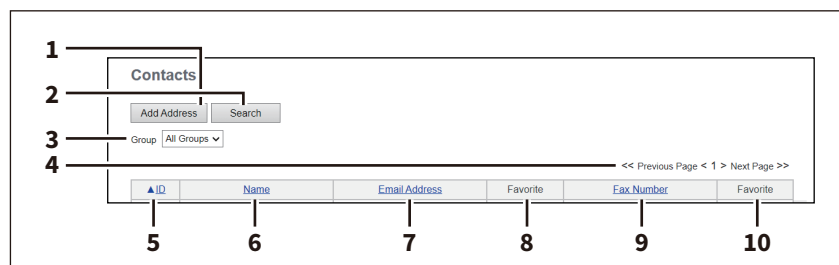 1
Contacts
2
Add Address Search
3 Group All Groups
4 << Previous Page < 1 > Next Page >>
▲ID Name Email Address Favorite Fax Number Favorite
5 6 7 8 9 10